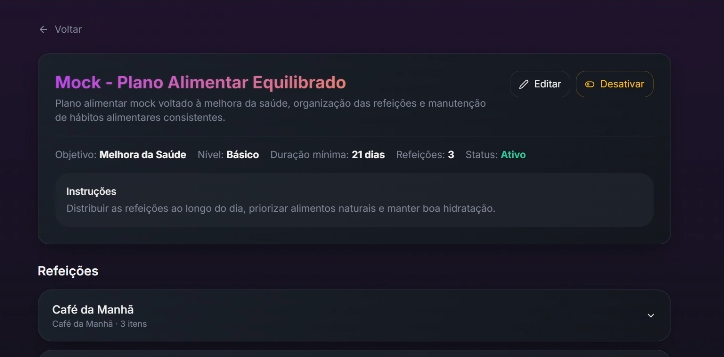 Voltar
Mock - Plano Alimentar Equilibrado
Editar
Desativar
Plano alimentar mock voltado à melhora da saúde, organização das refeições e manutenção
de hábitos alimentares consistentes.
Objetivo: Melhora da Saúde Nível: Básico Duração mínima: 21 dias Refeições: 3 Status: Ativo
Instruções
Distribuir as refeições ao longo do dia, priorizar alimentos naturais e manter boa hidratação.
Refeições
Café da Manhã
Café da Manhã · 3 itens